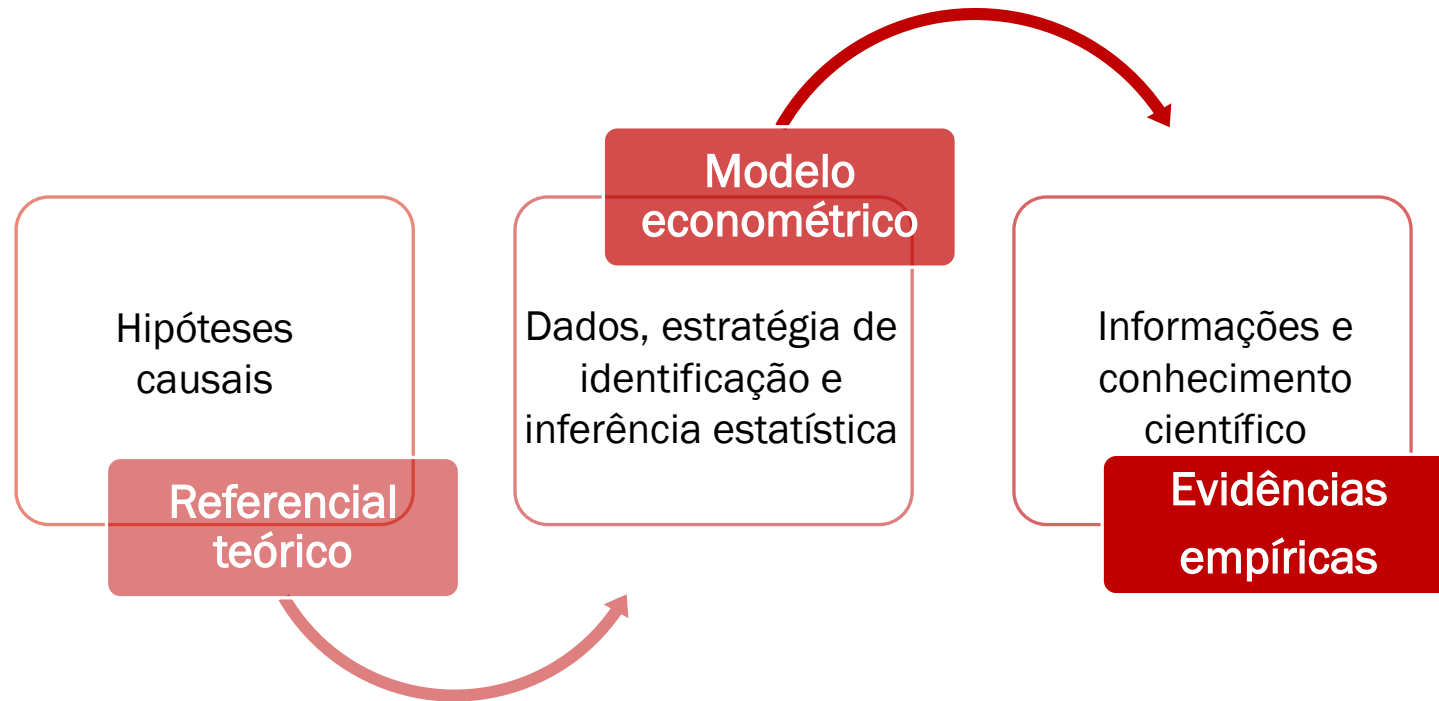 Hipóteses
causais
Referencial
teórico
Modelo
econométrico
Dados, estratégia de
identificação e
inferência estatística
Informações e
conhecimento
científico
Evidências
empíricas